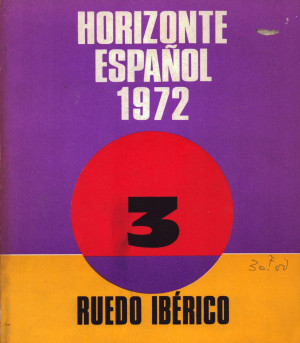 HORIZONTE
ESPAÑOL
1972
3
RUEDO IBÉRICO